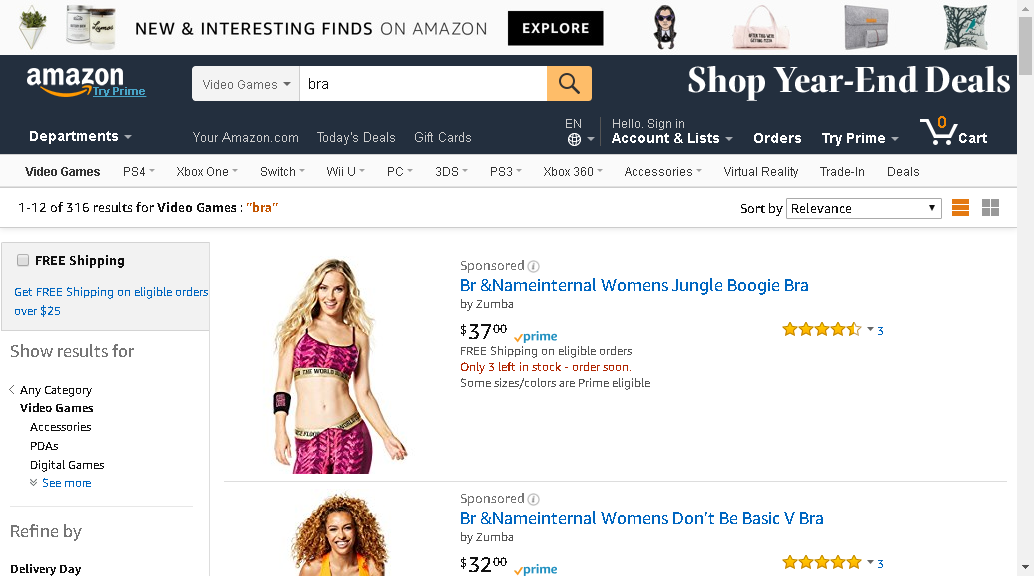 NEW & INTERESTING FINDS ON AMAZON EXPLORE
amazon
Try Prime
Video Games
bra
Shop Year-End Deals
Departments
Your Amazon.com Today's Deals Gift Cards
EN
Hello. Sign in
Account & Lists
Orders
Try Prime
0
Cart
Video Games PS4 Xbox One Switch Wii U PC 3DS PS3 Xbox 360 Accessories Virtual Reality Trade-In Deals
1-12 of 316 results for Video Games : "bra"
Sort by Relevance
FREE Shipping
Get FREE Shipping on eligible orders
over $25
Show results for
Any Category
Video Games
Accessories
PDAs
Digital Games
See more
Refine by
Delivery Day
Sponsored
Br &Nameinternal Womens Jungle Boogie Bra
by Zumba
$3700 prime
3
FREE Shipping on eligible orders
Only 3 left in stock - order soon.
Some sizes/colors are Prime eligible
Sponsored
Br &Nameinternal Womens Don't Be Basic V Bra
by Zumba
$3200 prime
3